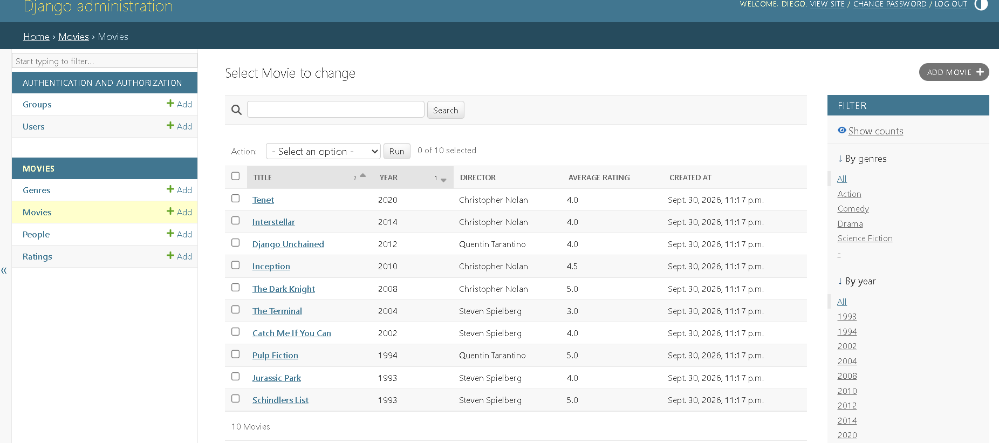 Django administration
WELCOME, DIEGO. VIEW SITE / CHANGE PASSWORD / LOG OUT
Home › Movies › Movies
Start typing to filter...
AUTHENTICATION AND AUTHORIZATION
Groups + Add
Users + Add
MOVIES
Genres + Add
Movies + Add
People + Add
Ratings + Add
«
Select Movie to change
ADD MOVIE +
Search
Action: - Select an option - Run 0 of 10 selected
TITLE 2 YEAR 1 DIRECTOR AVERAGE RATING CREATED AT
Tenet 2020 Christopher Nolan 4.0 Sept. 30, 2026, 11:17 p.m.
Interstellar 2014 Christopher Nolan 4.0 Sept. 30, 2026, 11:17 p.m.
Django Unchained 2012 Quentin Tarantino 4.0 Sept. 30, 2026, 11:17 p.m.
Inception 2010 Christopher Nolan 4.5 Sept. 30, 2026, 11:17 p.m.
The Dark Knight 2008 Christopher Nolan 5.0 Sept. 30, 2026, 11:17 p.m.
The Terminal 2004 Steven Spielberg 3.0 Sept. 30, 2026, 11:17 p.m.
Catch Me If You Can 2002 Steven Spielberg 4.0 Sept. 30, 2026, 11:17 p.m.
Pulp Fiction 1994 Quentin Tarantino 5.0 Sept. 30, 2026, 11:17 p.m.
Jurassic Park 1993 Steven Spielberg 4.0 Sept. 30, 2026, 11:17 p.m.
Schindlers List 1993 Steven Spielberg 5.0 Sept. 30, 2026, 11:17 p.m.
10 Movies
FILTER
Show counts
↓ By genres
All
Action
Comedy
Drama
Science Fiction
-
↓ By year
All
1993
1994
2002
2004
2008
2010
2012
2014
2020